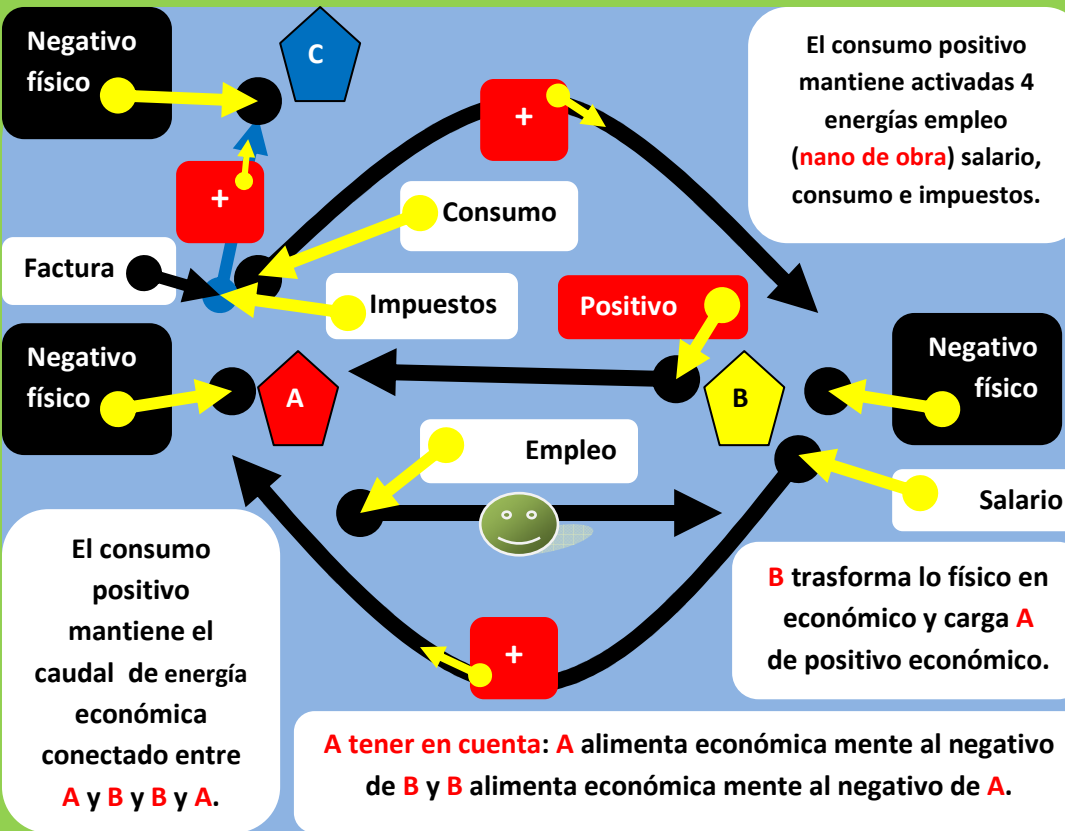 Negativo
físico
C
+
El consumo positivo
mantiene activadas 4
energías empleo
(nano de obra) salario,
consumo e impuestos.
+
Consumo
Factura
Impuestos
Positivo
Negativo
físico
A
B
Negativo
físico
Empleo
Salario
El consumo
positivo
mantiene el
caudal de energía
económica
conectado entre
A y B y B y A.
+
B trasforma lo físico en
económico y carga A
de positivo económico.
A tener en cuenta: A alimenta económica mente al negativo
de B y B alimenta económica mente al negativo de A.